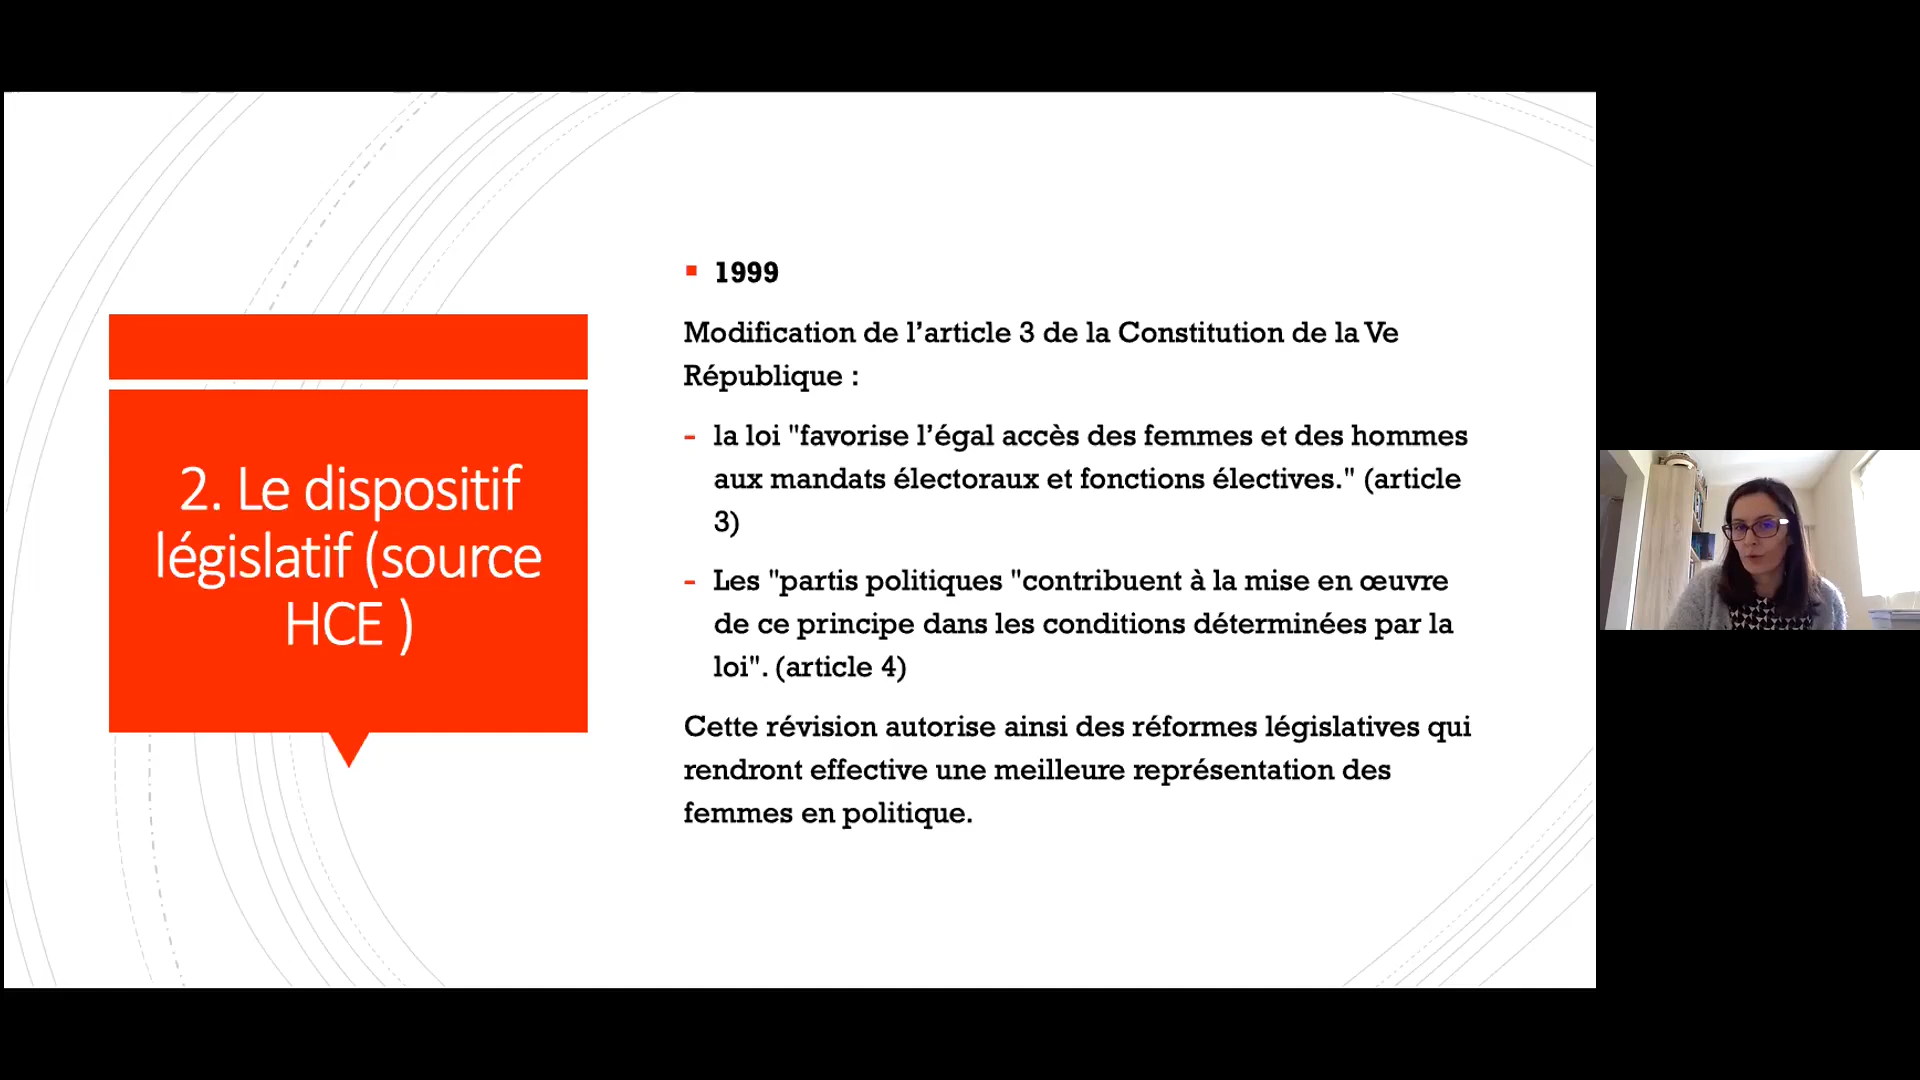 2. Le dispositif
législatif (source
HCE )
1999
Modification de l’article 3 de la Constitution de la Ve
République :
- la loi "favorise l’égal accès des femmes et des hommes
aux mandats électoraux et fonctions électives." (article
3)
- Les "partis politiques "contribuent à la mise en œuvre
de ce principe dans les conditions déterminées par la
loi". (article 4)
Cette révision autorise ainsi des réformes législatives qui
rendront effective une meilleure représentation des
femmes en politique.